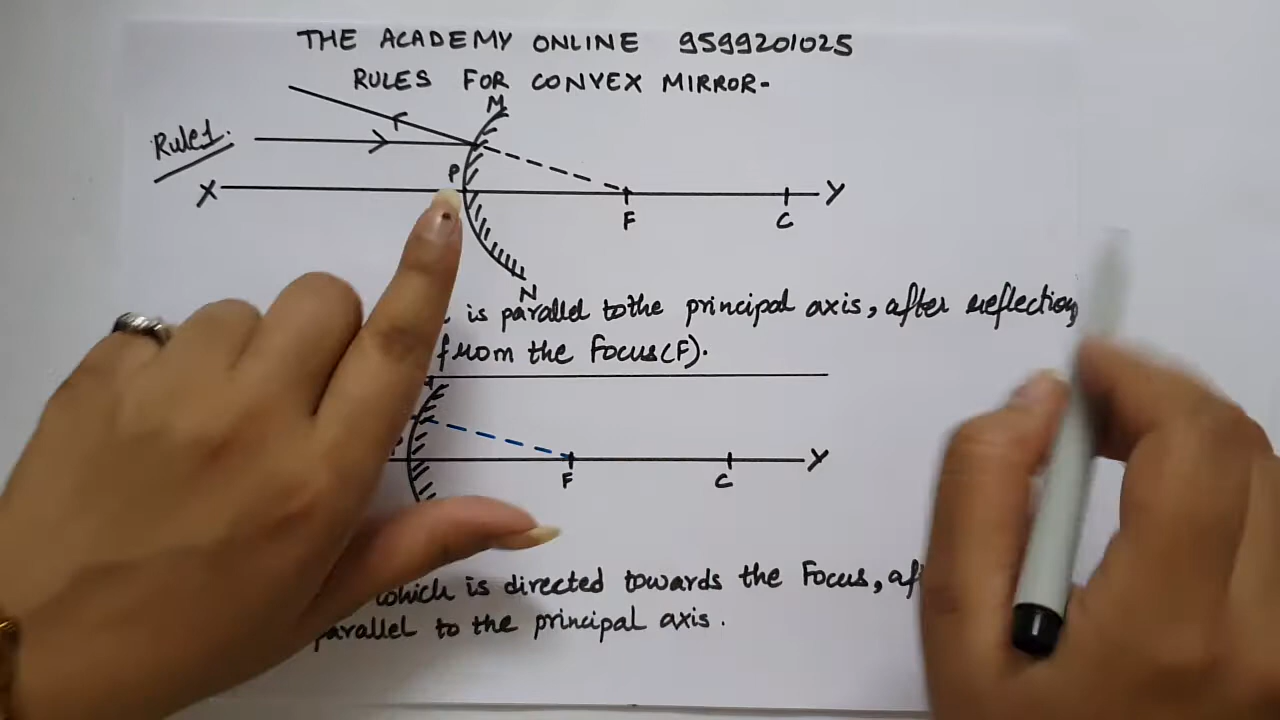 THE ACADEMY ONLINE 9599201025
RULES FOR CONVEX MIRROR-
Rule1.
M
P
X
Y
F
C
N
is parallel to the principal axis, after reflection,
from the Focus(F).
Y
F
C
which is directed towards the Focus, af
parallel to the principal axis.